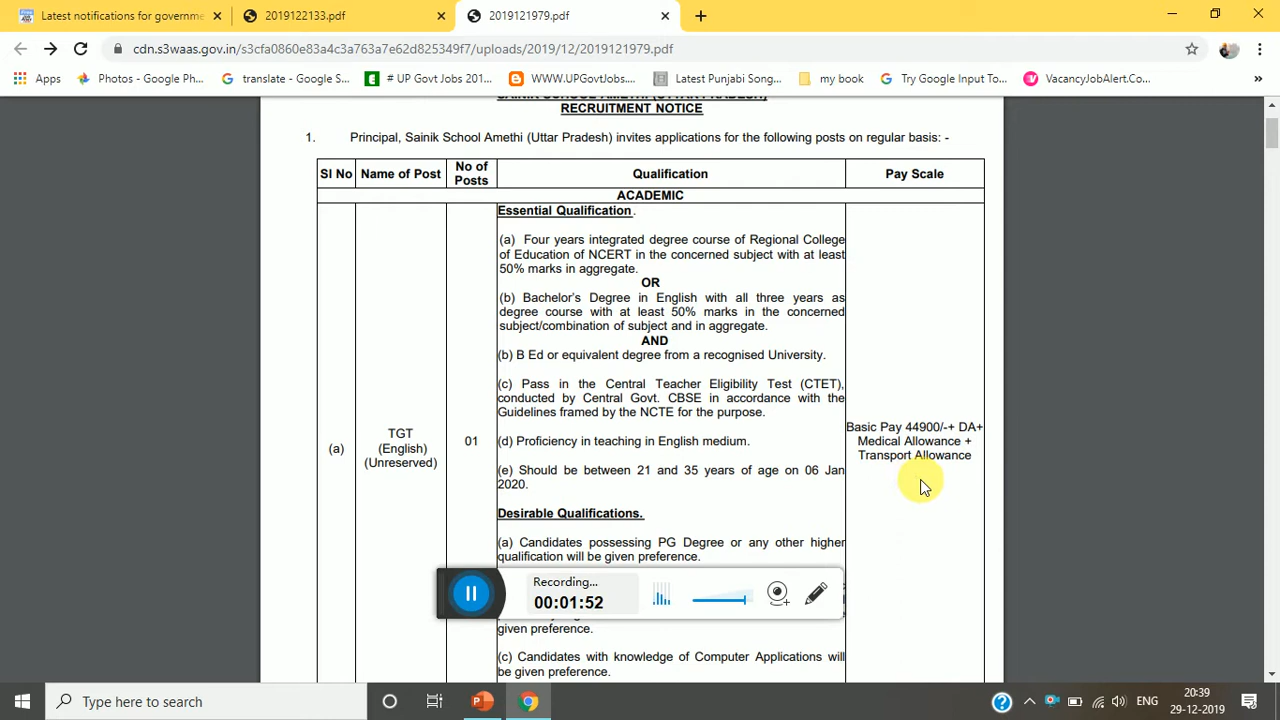 Latest notifications for governme
2019122133.pdf
2019121979.pdf
cdn.s3waas.gov.in/s3cfa0860e83a4c3a763a7e62d825349f7/uploads/2019/12/2019121979.pdf
Apps
Photos - Google Ph...
translate - Google S...
# UP Govt Jobs 201...
WWW.UPGovtJobs....
Latest Punjabi Song...
my book
Try Google Input To...
VacancyJobAlert.Co...
»
SAINIK SCHOOL AMETHI (UTTAR PRADESH)
RECRUITMENT NOTICE
1. Principal, Sainik School Amethi (Uttar Pradesh) invites applications for the following posts on regular basis: -
Sl No
Name of Post
No of
Posts
Qualification
Pay Scale
ACADEMIC
(a)
TGT
(English)
(Unreserved)
01
Essential Qualification.
(a) Four years integrated degree course of Regional College
of Education of NCERT in the concerned subject with at least
50% marks in aggregate.
OR
(b) Bachelor's Degree in English with all three years as
degree course with at least 50% marks in the concerned
subject/combination of subject and in aggregate.
AND
(b) B Ed or equivalent degree from a recognised University.
(c) Pass in the Central Teacher Eligibility Test (CTET),
conducted by Central Govt. CBSE in accordance with the
Guidelines framed by the NCTE for the purpose.
(d) Proficiency in teaching in English medium.
(e) Should be between 21 and 35 years of age on 06 Jan
2020.
Desirable Qualifications.
(a) Candidates possessing PG Degree or any other higher
qualification will be given preference.
given preference.
(c) Candidates with knowledge of Computer Applications will
be given preference.
Basic Pay 44900/-+ DA+
Medical Allowance +
Transport Allowance
Recording...
00:01:52
Type here to search
ENG
20:39
29-12-2019